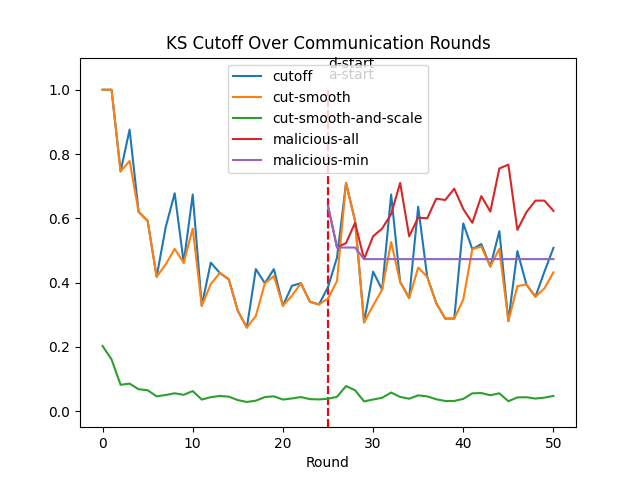 KS Cutoff Over Communication Rounds
d-start
a-start
cutoff
cut-smooth
cut-smooth-and-scale
malicious-all
malicious-min
1.0
0.8
0.6
0.4
0.2
0.0
0 10 20 30 40 50
Round